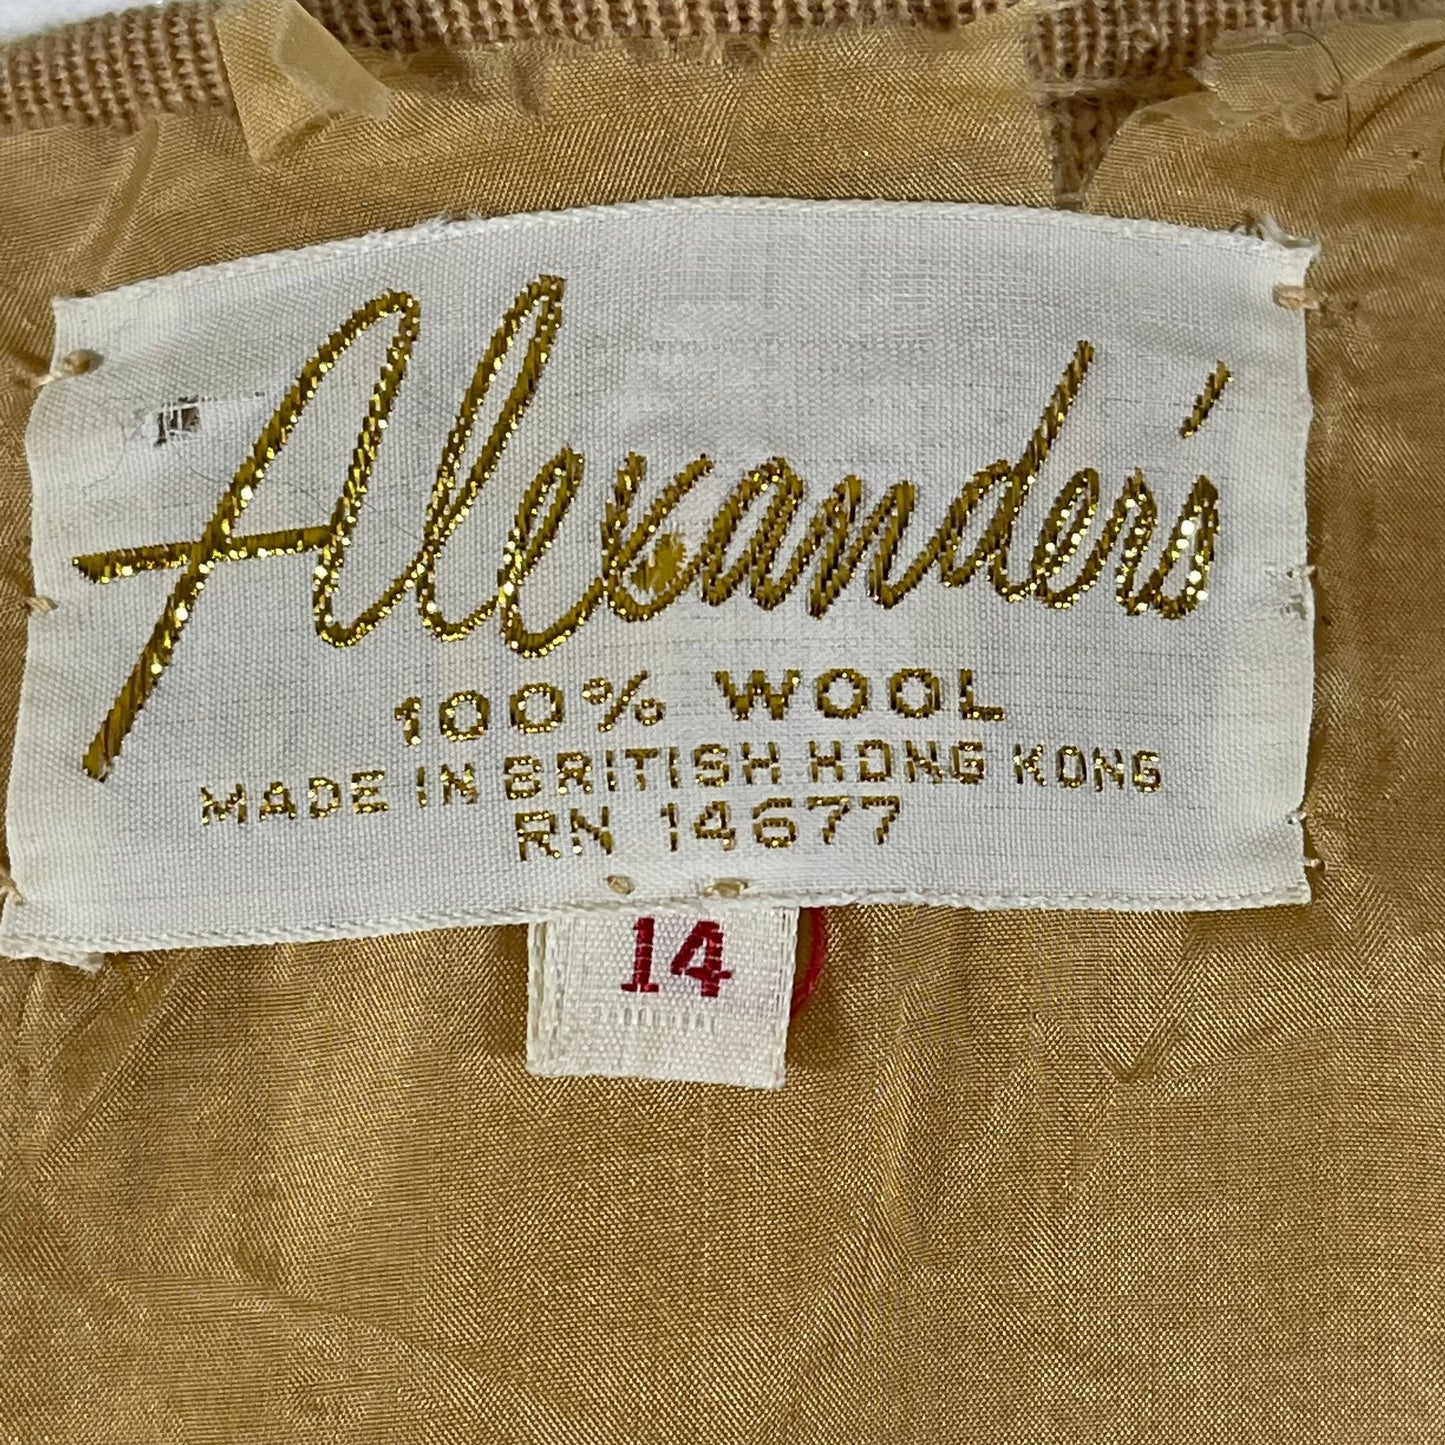 Alexander's
100% WOOL
MADE IN BRITISH HONG KONG
RN 14677
14